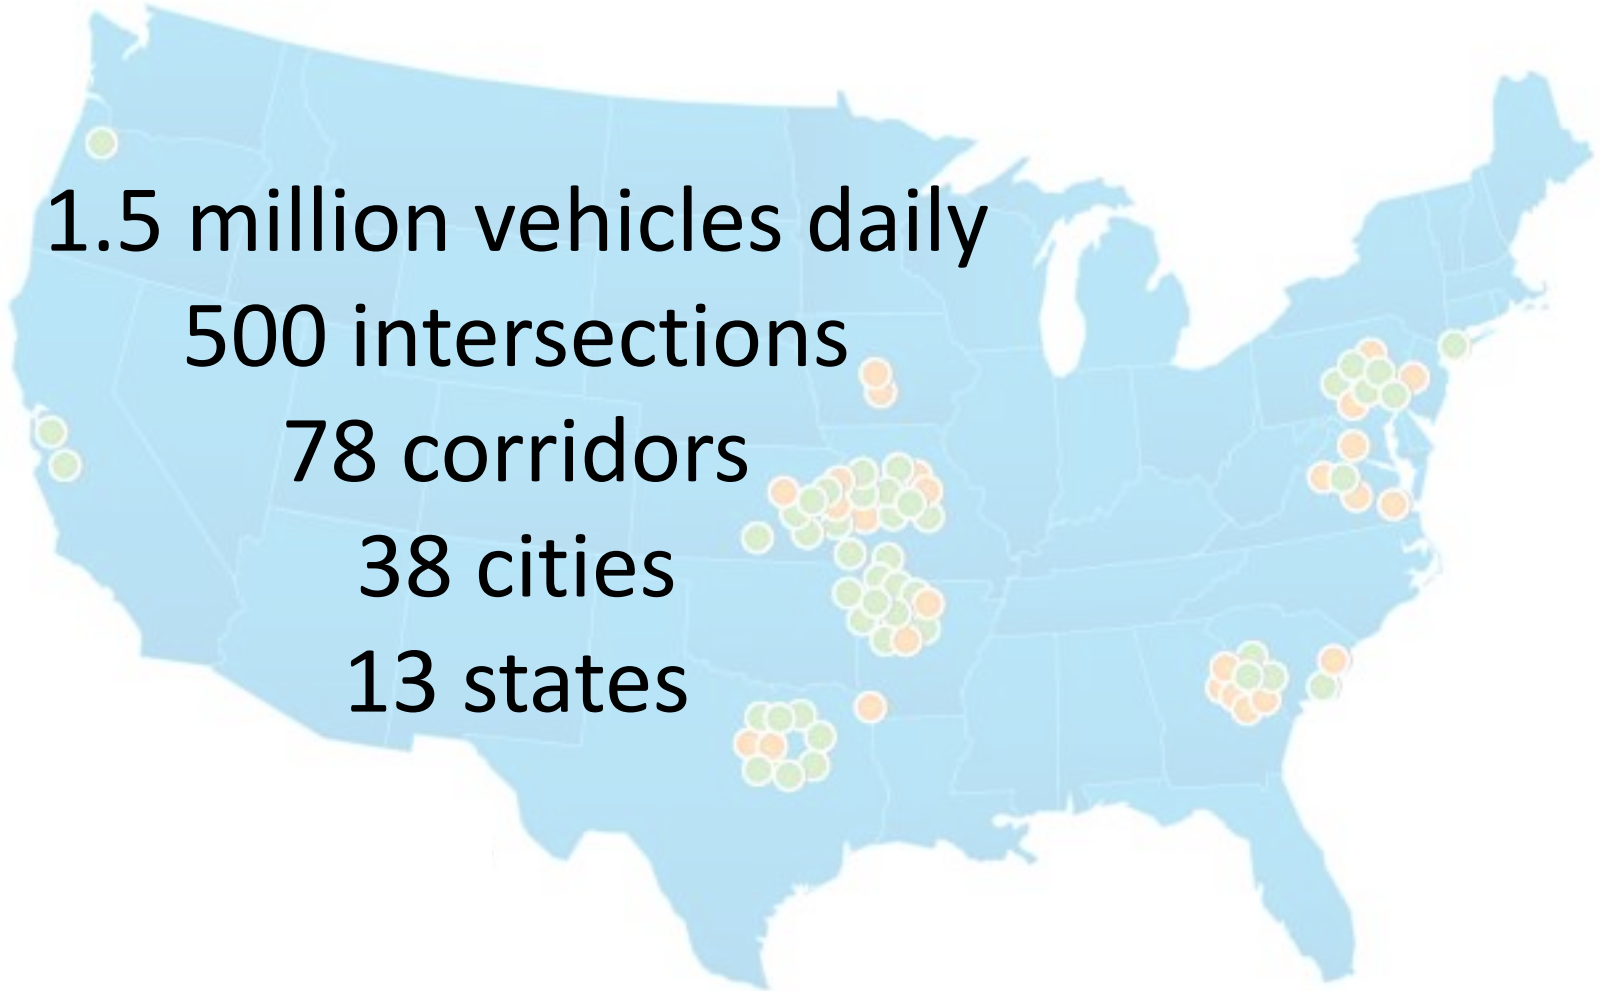 1.5 million vehicles daily
500 intersections
78 corridors
38 cities
13 states